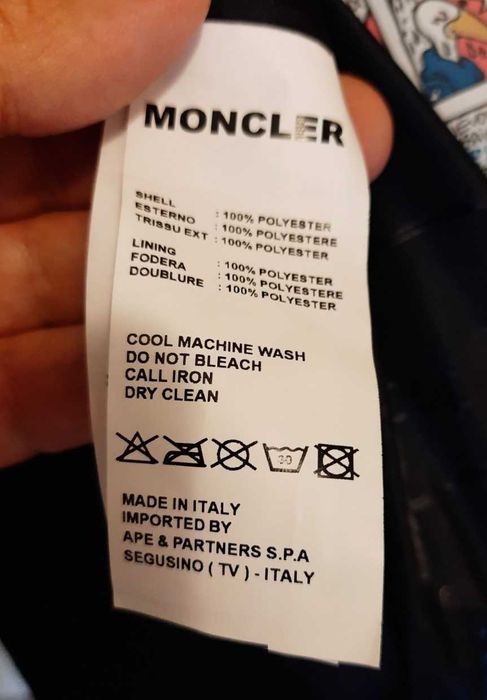 MONCLER
SHELL : 100% POLYESTER
ESTERNO : 100% POLYESTERE
TRISSU EXT : 100% POLYESTER
LINING : 100% POLYESTER
FODERA : 100% POLYESTERE
DOUBLURE : 100% POLYESTER
COOL MACHINE WASH
DO NOT BLEACH
CALL IRON
DRY CLEAN
30
MADE IN ITALY
IMPORTED BY
APE & PARTNERS S.P.A
SEGUSINO ( TV ) - ITALY